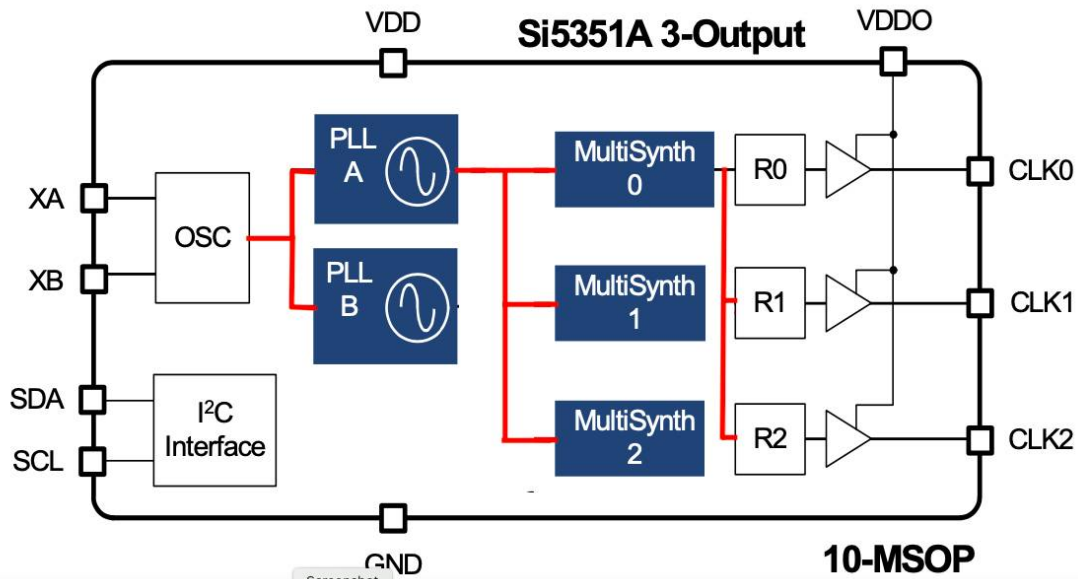 VDD
Si5351A 3-Output
VDDO
PLL
A
MultiSynth
0
R0
CLK0
XA
OSC
XB
PLL
B
MultiSynth
1
R1
CLK1
SDA
I²C
Interface
SCL
MultiSynth
2
R2
CLK2
GND
10-MSOP
Screenshot